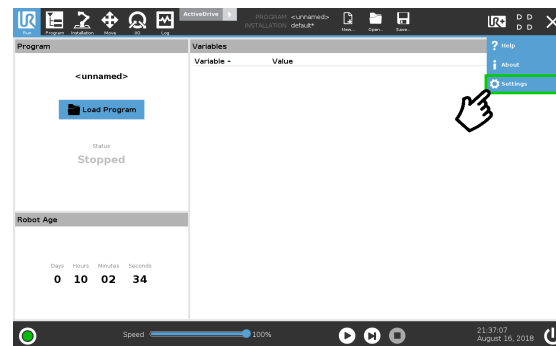 UR
Run
Program
Installation
Move
I/O
Log
ActiveDrive
PROGRAM <unnamed>
INSTALLATION default*
New...
Open...
Save...
UR+
D D
D D
Program
<unnamed>
Load Program
Status
Stopped
Robot Age
Days Hours Minutes Seconds
0 10 02 34
Variables
Variable
Value
? Help
i About
Settings
Speed
100%
21:37:07
August 16, 2018